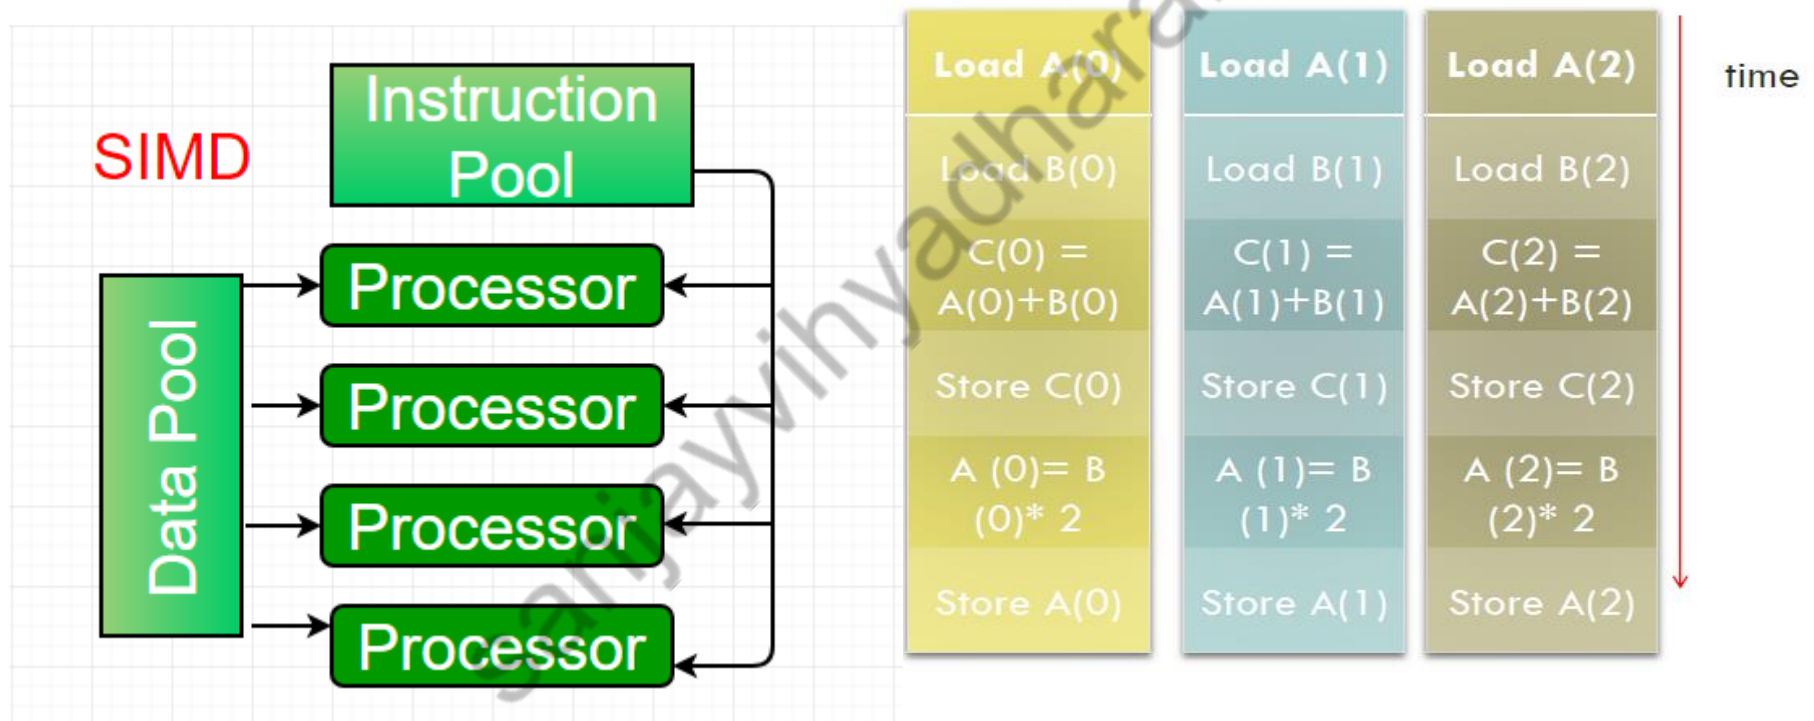 SIMD
Instruction
Pool
Data Pool
Processor
Processor
Processor
Processor
Load A(0)
Load B(0)
C(0) =
A(0)+B(0)
Store C(0)
A (0)= B
(0)* 2
Store A(0)
Load A(1)
Load B(1)
C(1) =
A(1)+B(1)
Store C(1)
A (1)= B
(1)* 2
Store A(1)
Load A(2)
Load B(2)
C(2) =
A(2)+B(2)
Store C(2)
A (2)= B
(2)* 2
Store A(2)
time